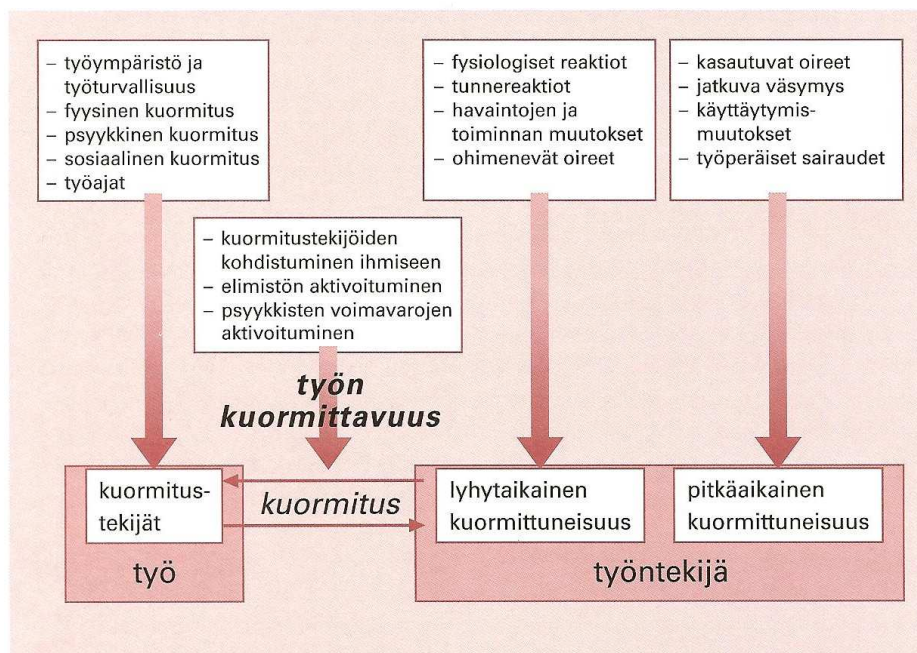 – työympäristö ja
työturvallisuus
– fyysinen kuormitus
– psyykkinen kuormitus
– sosiaalinen kuormitus
– työajat
– kuormitustekijöiden
kohdistuminen ihmiseen
– elimistön aktivoituminen
– psyykkisten voimavarojen
aktivoituminen
– fysiologiset reaktiot
– tunnereaktiot
– havaintojen ja
toiminnan muutokset
– ohimenevät oireet
– kasautuvat oireet
– jatkuva väsymys
– käyttäytymis-
muutokset
– työperäiset sairaudet
työn
kuormittavuus
kuormitus-
tekijät
työ
kuormitus
lyhytaikainen
kuormittuneisuus
pitkäaikainen
kuormittuneisuus
työntekijä